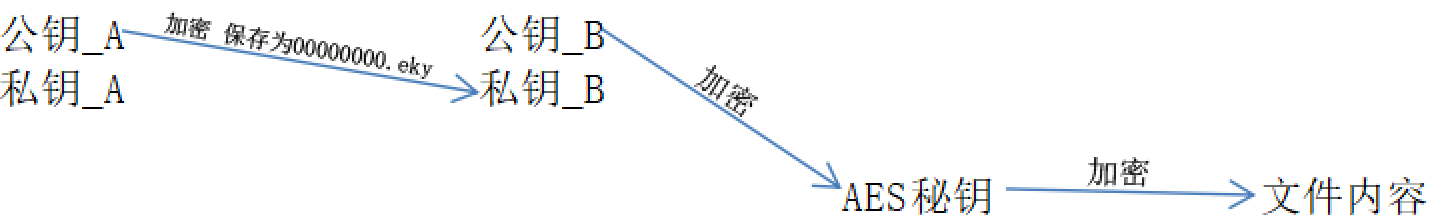 公钥_A
私钥_A
加密 保存为00000000.eky
公钥_B
私钥_B
加密
AES秘钥
加密
文件内容